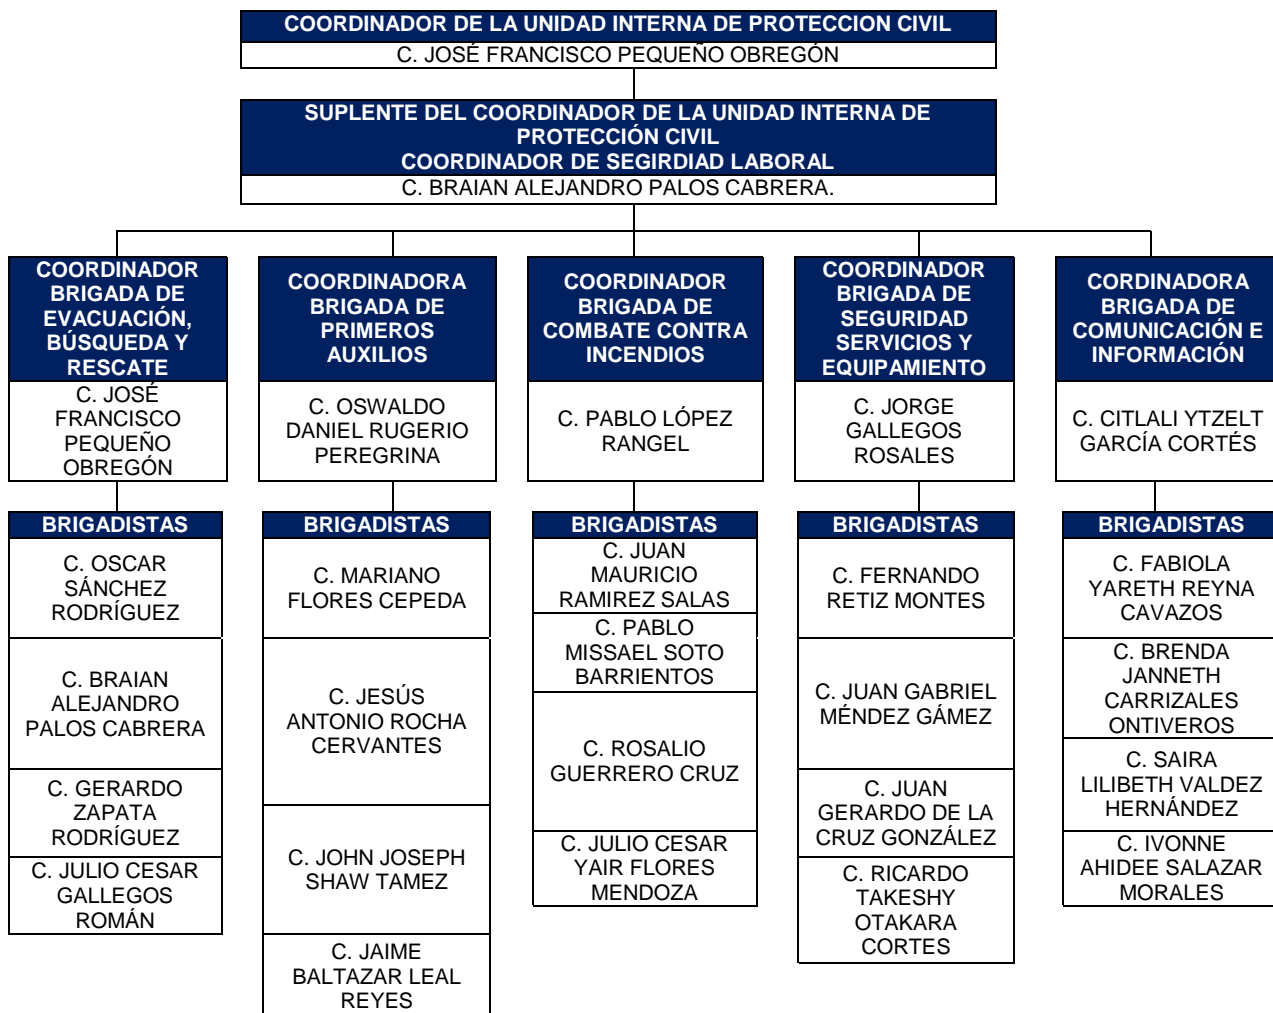 COORDINADOR DE LA UNIDAD INTERNA DE PROTECCION CIVIL
C. JOSÉ FRANCISCO PEQUEÑO OBREGÓN
SUPLENTE DEL COORDINADOR DE LA UNIDAD INTERNA DE
PROTECCIÓN CIVIL
COORDINADOR DE SEGIRDIAD LABORAL
C. BRAIAN ALEJANDRO PALOS CABRERA.
COORDINADOR
BRIGADA DE
EVACUACIÓN,
BÚSQUEDA Y
RESCATE
C. JOSÉ
FRANCISCO
PEQUEÑO
OBREGÓN
BRIGADISTAS
C. OSCAR
SÁNCHEZ
RODRÍGUEZ
C. BRAIAN
ALEJANDRO
PALOS CABRERA
C. GERARDO
ZAPATA
RODRÍGUEZ
C. JULIO CESAR
GALLEGOS
ROMÁN
COORDINADORA
BRIGADA DE
PRIMEROS
AUXILIOS
C. OSWALDO
DANIEL RUGERIO
PEREGRINA
BRIGADISTAS
C. MARIANO
FLORES CEPEDA
C. JESÚS
ANTONIO ROCHA
CERVANTES
C. JOHN JOSEPH
SHAW TAMEZ
C. JAIME
BALTAZAR LEAL
REYES
COORDINADOR
BRIGADA DE
COMBATE CONTRA
INCENDIOS
C. PABLO LÓPEZ
RANGEL
BRIGADISTAS
C. JUAN
MAURICIO
RAMIREZ SALAS
C. PABLO
MISSAEL SOTO
BARRIENTOS
C. ROSALIO
GUERRERO CRUZ
C. JULIO CESAR
YAIR FLORES
MENDOZA
COORDINADOR
BRIGADA DE
SEGURIDAD
SERVICIOS Y
EQUIPAMIENTO
C. JORGE
GALLEGOS
ROSALES
BRIGADISTAS
C. FERNANDO
RETIZ MONTES
C. JUAN GABRIEL
MÉNDEZ GÁMEZ
C. JUAN
GERARDO DE LA
CRUZ GONZÁLEZ
C. RICARDO
TAKESHY
OTAKARA
CORTES
CORDINADORA
BRIGADA DE
COMUNICACIÓN E
INFORMACIÓN
C. CITLALI YTZELT
GARCÍA CORTÉS
BRIGADISTAS
C. FABIOLA
YARETH REYNA
CAVAZOS
C. BRENDA
JANNETH
CARRIZALES
ONTIVEROS
C. SAIRA
LILIBETH VALDEZ
HERNÁNDEZ
C. IVONNE
AHIDEE SALAZAR
MORALES